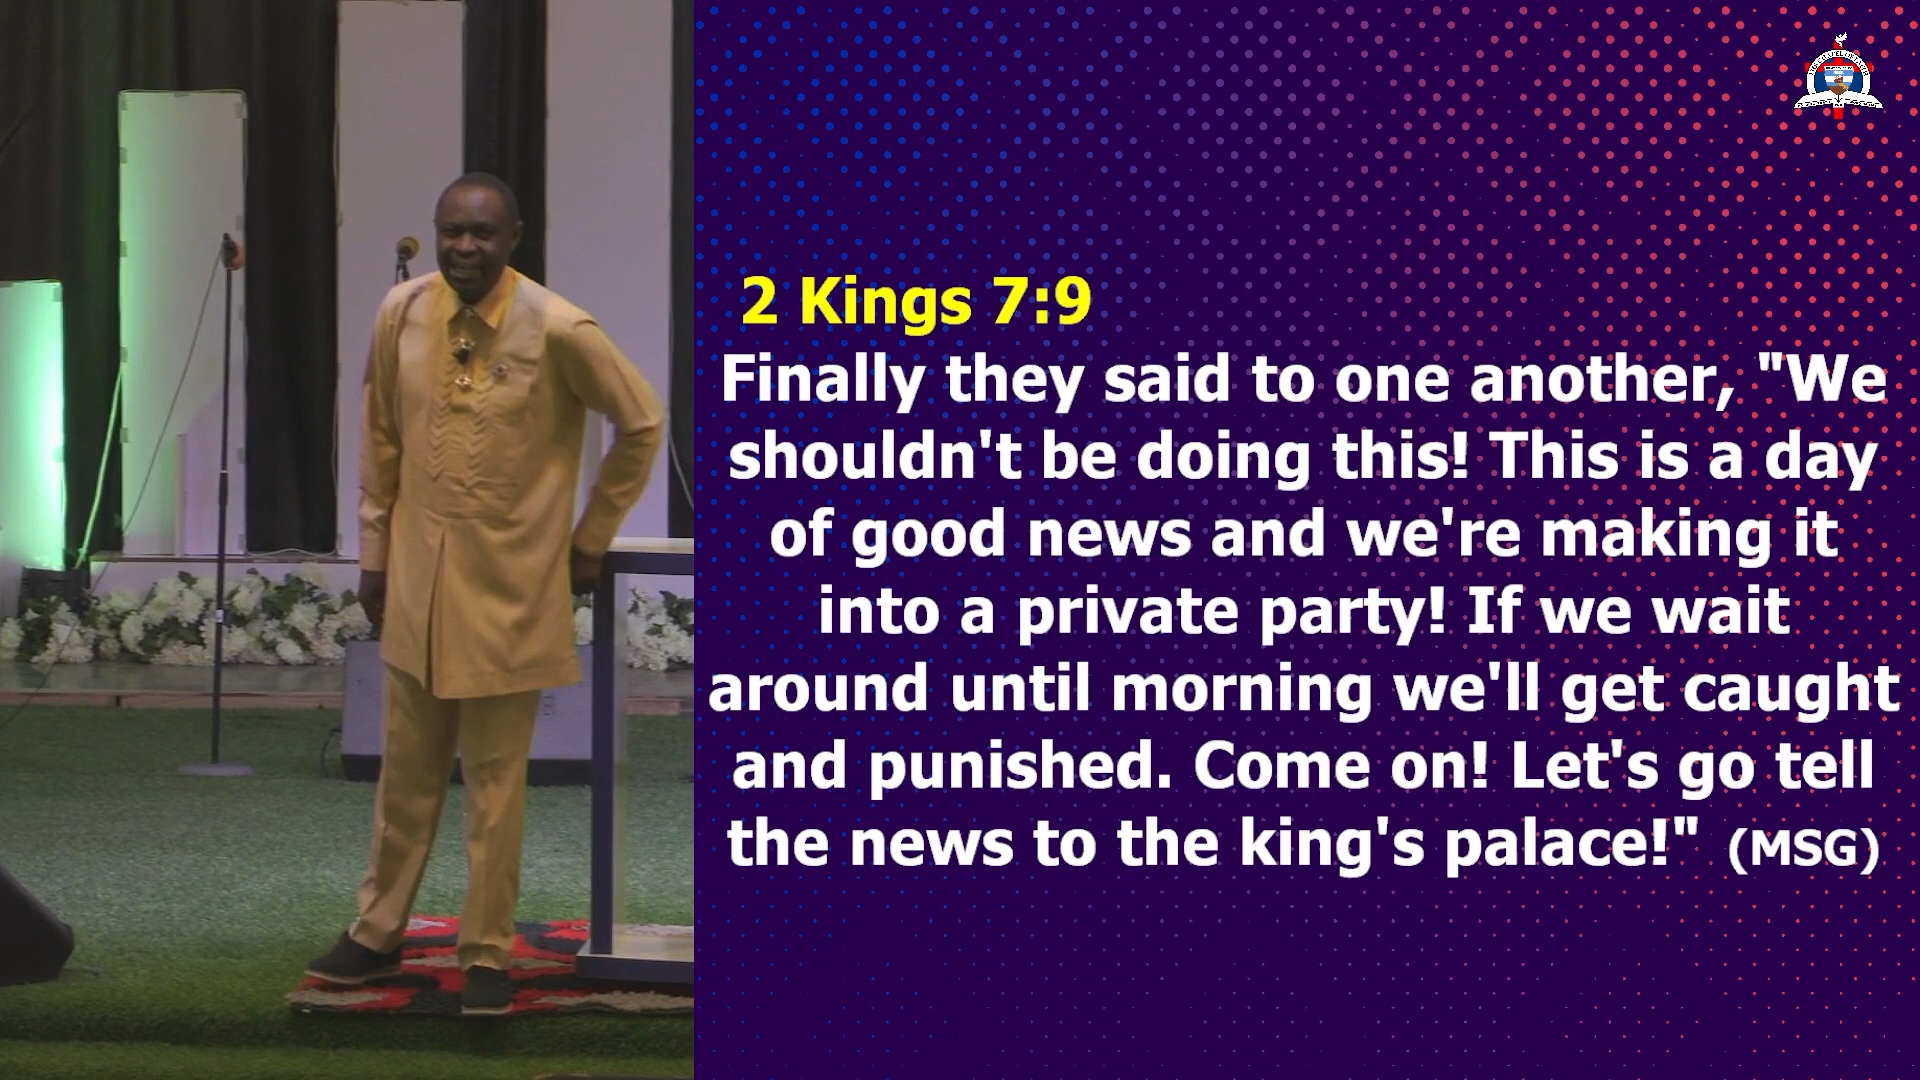 2 Kings 7:9
Finally they said to one another, "We
shouldn't be doing this! This is a day
of good news and we're making it
into a private party! If we wait
around until morning we'll get caught
and punished. Come on! Let's go tell
the news to the king's palace!" (MSG)